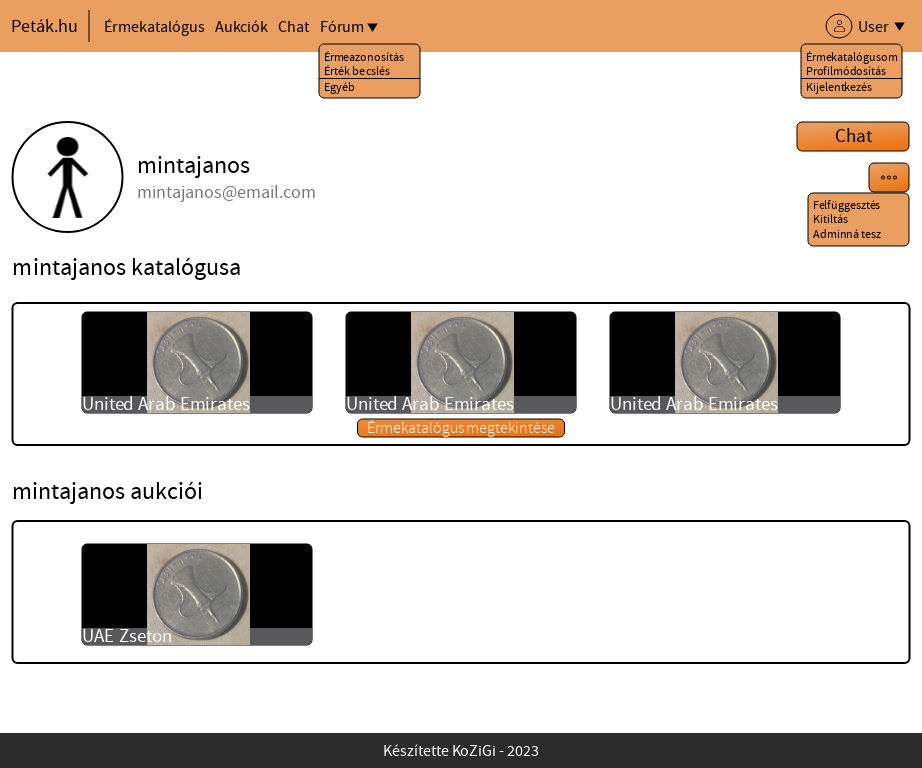 Peták.hu Érmekatalógus Aukciók Chat Fórum User
Érmeazonosítás
Érték becslés
Egyéb
Érmekatalógusom
Profilmódosítás
Kijelentkezés
mintajanos
mintajanos@email.com
Chat
Felfüggesztés
Kitiltás
Adminná tesz
mintajanos katalógusa
United Arab Emirates United Arab Emirates United Arab Emirates
Érmekatalógus megtekintése
mintajanos aukciói
UAE Zseton
Készítette KoZiGi - 2023